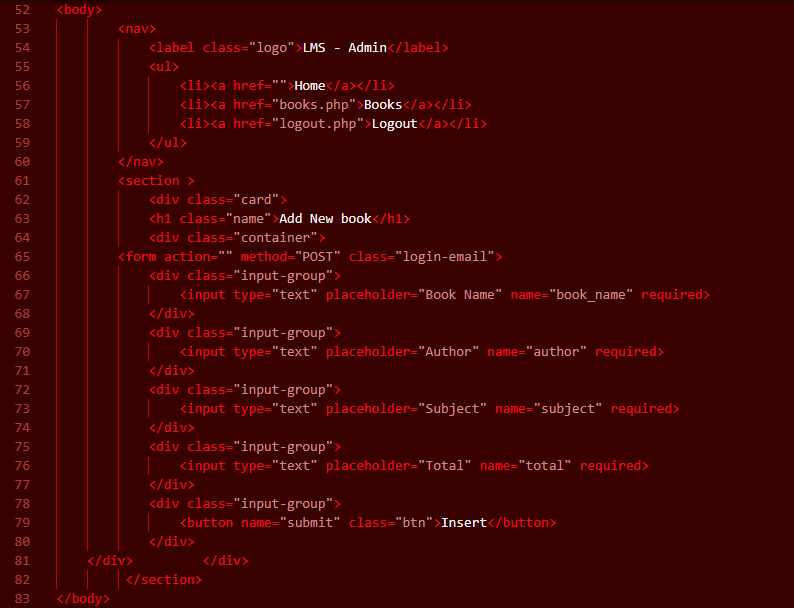 52 <body>
53 <nav>
54 <label class="logo">LMS - Admin</label>
55 <ul>
56 <li><a href="">Home</a></li>
57 <li><a href="books.php">Books</a></li>
58 <li><a href="logout.php">Logout</a></li>
59 </ul>
60 </nav>
61 <section >
62 <div class="card">
63 <h1 class="name">Add New book</h1>
64 <div class="container">
65 <form action="" method="POST" class="login-email">
66 <div class="input-group">
67 <input type="text" placeholder="Book Name" name="book_name" required>
68 </div>
69 <div class="input-group">
70 <input type="text" placeholder="Author" name="author" required>
71 </div>
72 <div class="input-group">
73 <input type="text" placeholder="Subject" name="subject" required>
74 </div>
75 <div class="input-group">
76 <input type="text" placeholder="Total" name="total" required>
77 </div>
78 <div class="input-group">
79 <button name="submit" class="btn">Insert</button>
80 </div>
81 </div> </div>
82 </section>
83 </body>